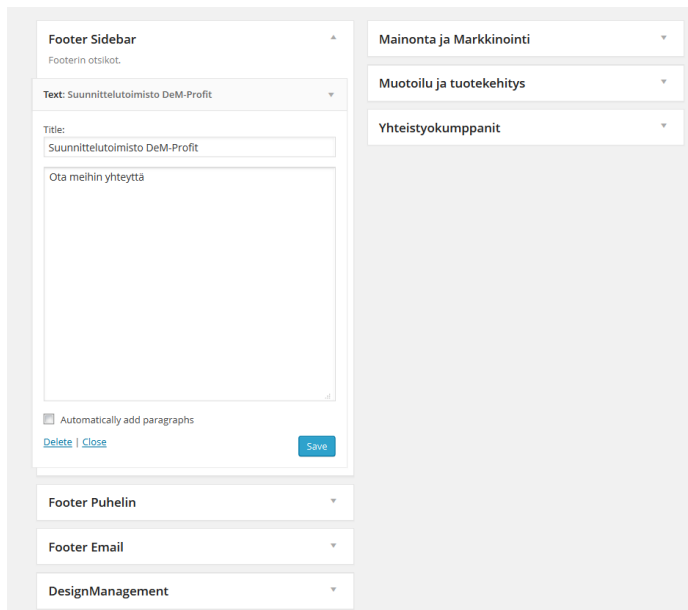 Footer Sidebar
Footerin otsikot.
Text: Suunnittelutoimisto DeM-Profit
Title:
Suunnittelutoimisto DeM-Profit
Ota meihin yhteyttä
Automatically add paragraphs
Delete | Close
Save
Footer Puhelin
Footer Email
DesignManagement
Mainonta ja Markkinointi
Muotoilu ja tuotekehitys
Yhteistyokumppanit